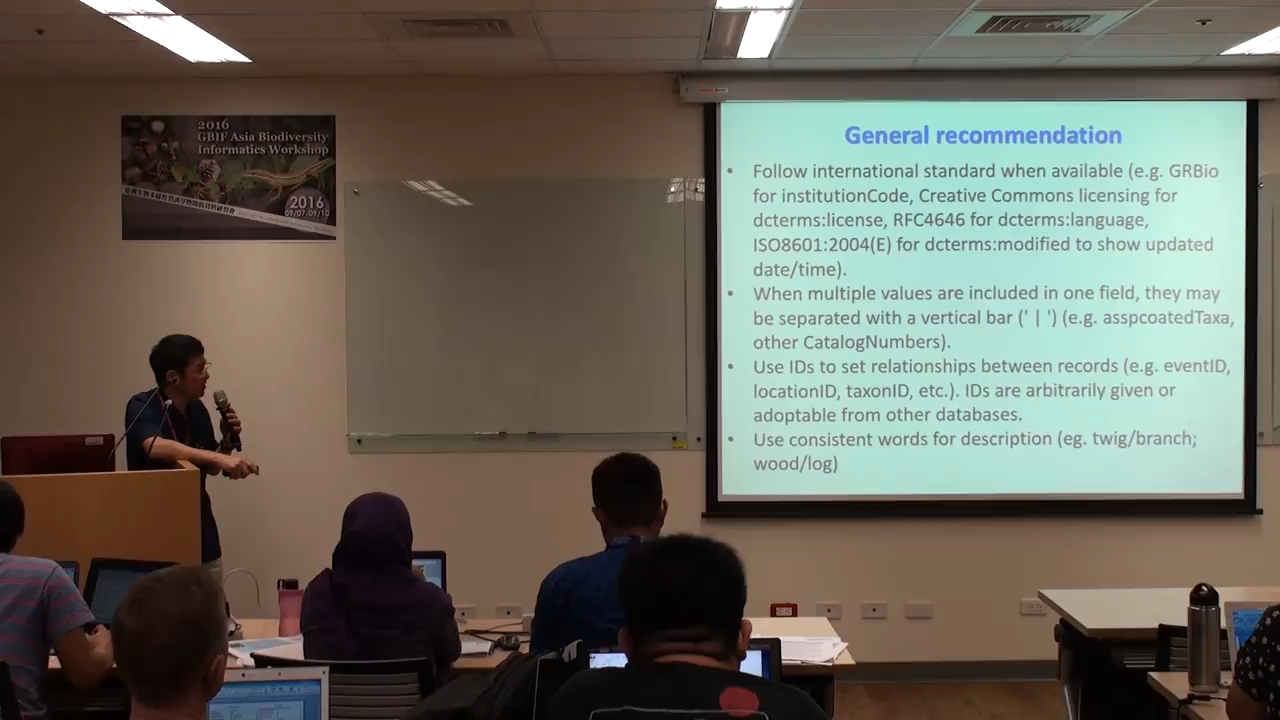 2016
GBIF Asia Biodiversity
Informatics Workshop
2016
09/07-09/10
General recommendation
• Follow international standard when available (e.g. GRBio
for institutionCode, Creative Commons licensing for
dcterms:license, RFC4646 for dcterms:language,
ISO8601:2004(E) for dcterms:modified to show updated
date/time).
• When multiple values are included in one field, they may
be separated with a vertical bar (' | ') (e.g. asspcoatedTaxa,
other CatalogNumbers).
• Use IDs to set relationships between records (e.g. eventID,
locationID, taxonID, etc.). IDs are arbitrarily given or
adoptable from other databases.
• Use consistent words for description (eg. twig/branch;
wood/log)